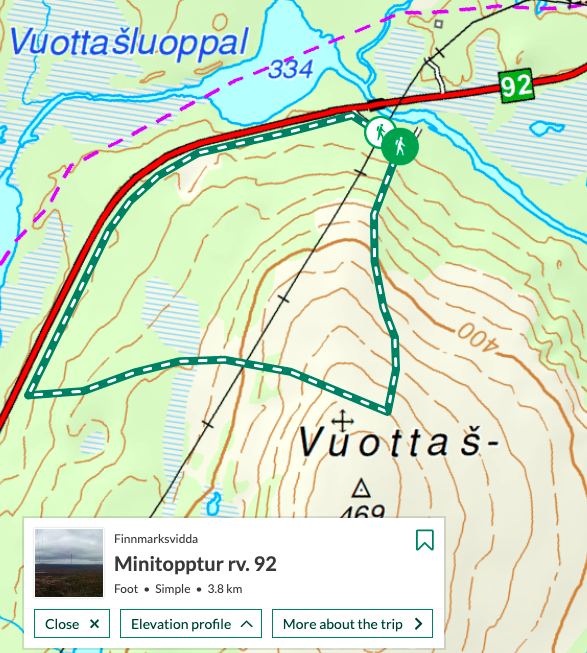 Vuottašluoppal
334
92
400
Vuottaš-
469
Finnmarksvidda
Minitopptur rv. 92
Foot • Simple • 3.8 km
Close ×
Elevation profile
More about the trip